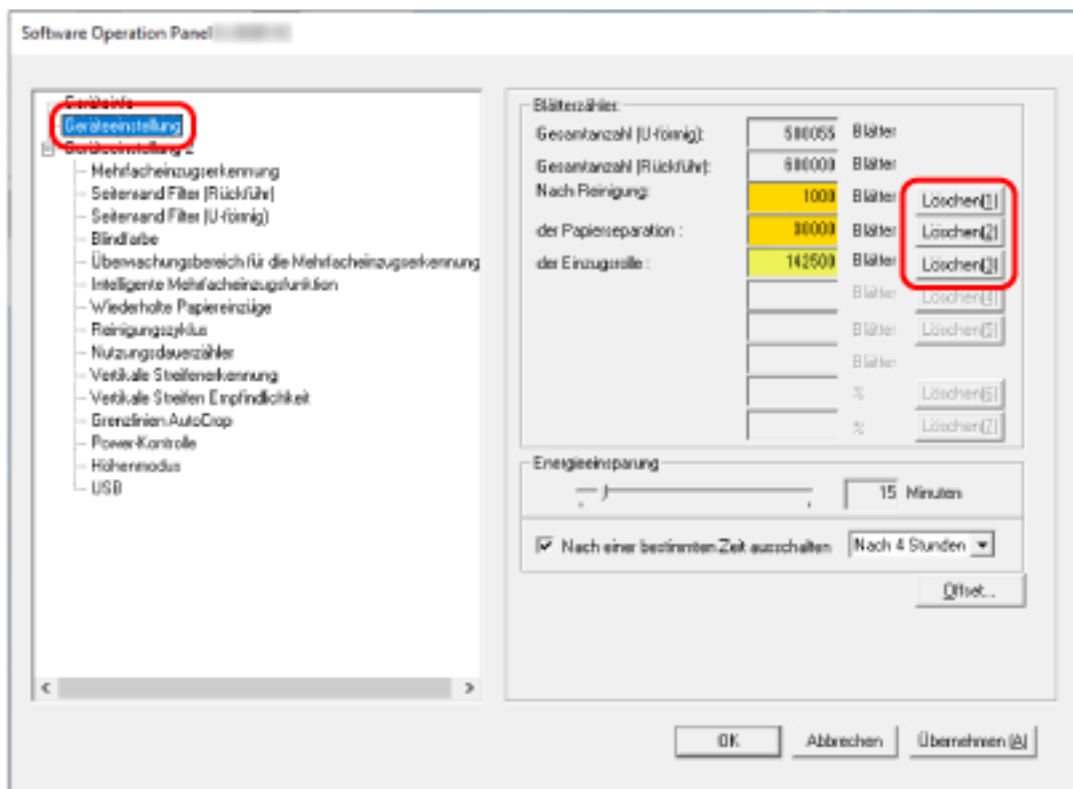 Software Operation Panel
Geräteinfo
Geräteeinstellung
Geräteeinstellung 2
Mehrfacheinzugserkennung
Seitenrand Filter (Rückführ)
Seitenrand Filter (U-förmig)
Blindfarbe
Überwachungsbereich für die Mehrfacheinzugserkennung
Intelligente Mehrfacheinzugsfunktion
Wiederholte Papiereinzüge
Reinigungszyklus
Nutzungsdauerzähler
Vertikale Streifenerkennung
Vertikale Streifen Empfindlichkeit
Grenzlinien AutoCrop
Power-Kontrolle
Höhenmodus
USB
Blätterzähler:
Gesamtanzahl (U-förmig): 500055 Blätter
Gesamtanzahl (Rückführ): 600000 Blätter
Nach Reinigung: 1000 Blätter Löschen(1)
der Papierseparation : 30000 Blätter Löschen(2)
der Einzugsrolle : 142500 Blätter Löschen(3)
Blätter Löschen(4)
Blätter Löschen(5)
Blätter
% Löschen(6)
% Löschen(7)
Energieeinsparung
15 Minuten
Nach einer bestimmten Zeit ausschalten Nach 4 Stunden
Offset...
OK Abbrechen Übernehmen (A)